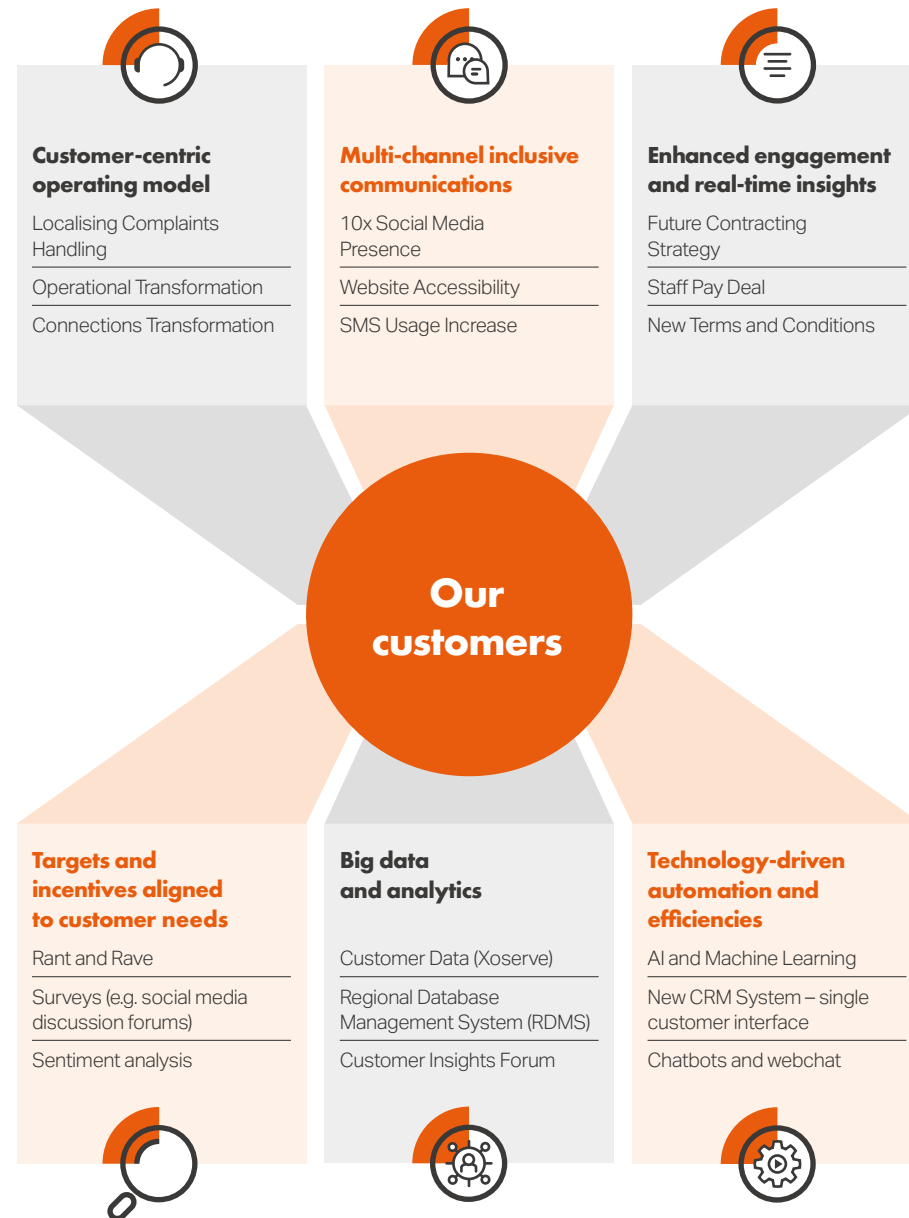 Customer-centric
operating model
Localising Complaints
Handling
Operational Transformation
Connections Transformation
Multi-channel inclusive
communications
10x Social Media
Presence
Website Accessibility
SMS Usage Increase
Enhanced engagement
and real-time insights
Future Contracting
Strategy
Staff Pay Deal
New Terms and Conditions
Our
customers
Targets and
incentives aligned
to customer needs
Rant and Rave
Surveys (e.g. social media
discussion forums)
Sentiment analysis
Big data
and analytics
Customer Data (Xoserve)
Regional Database
Management System (RDMS)
Customer Insights Forum
Technology-driven
automation and
efficiencies
AI and Machine Learning
New CRM System – single
customer interface
Chatbots and webchat